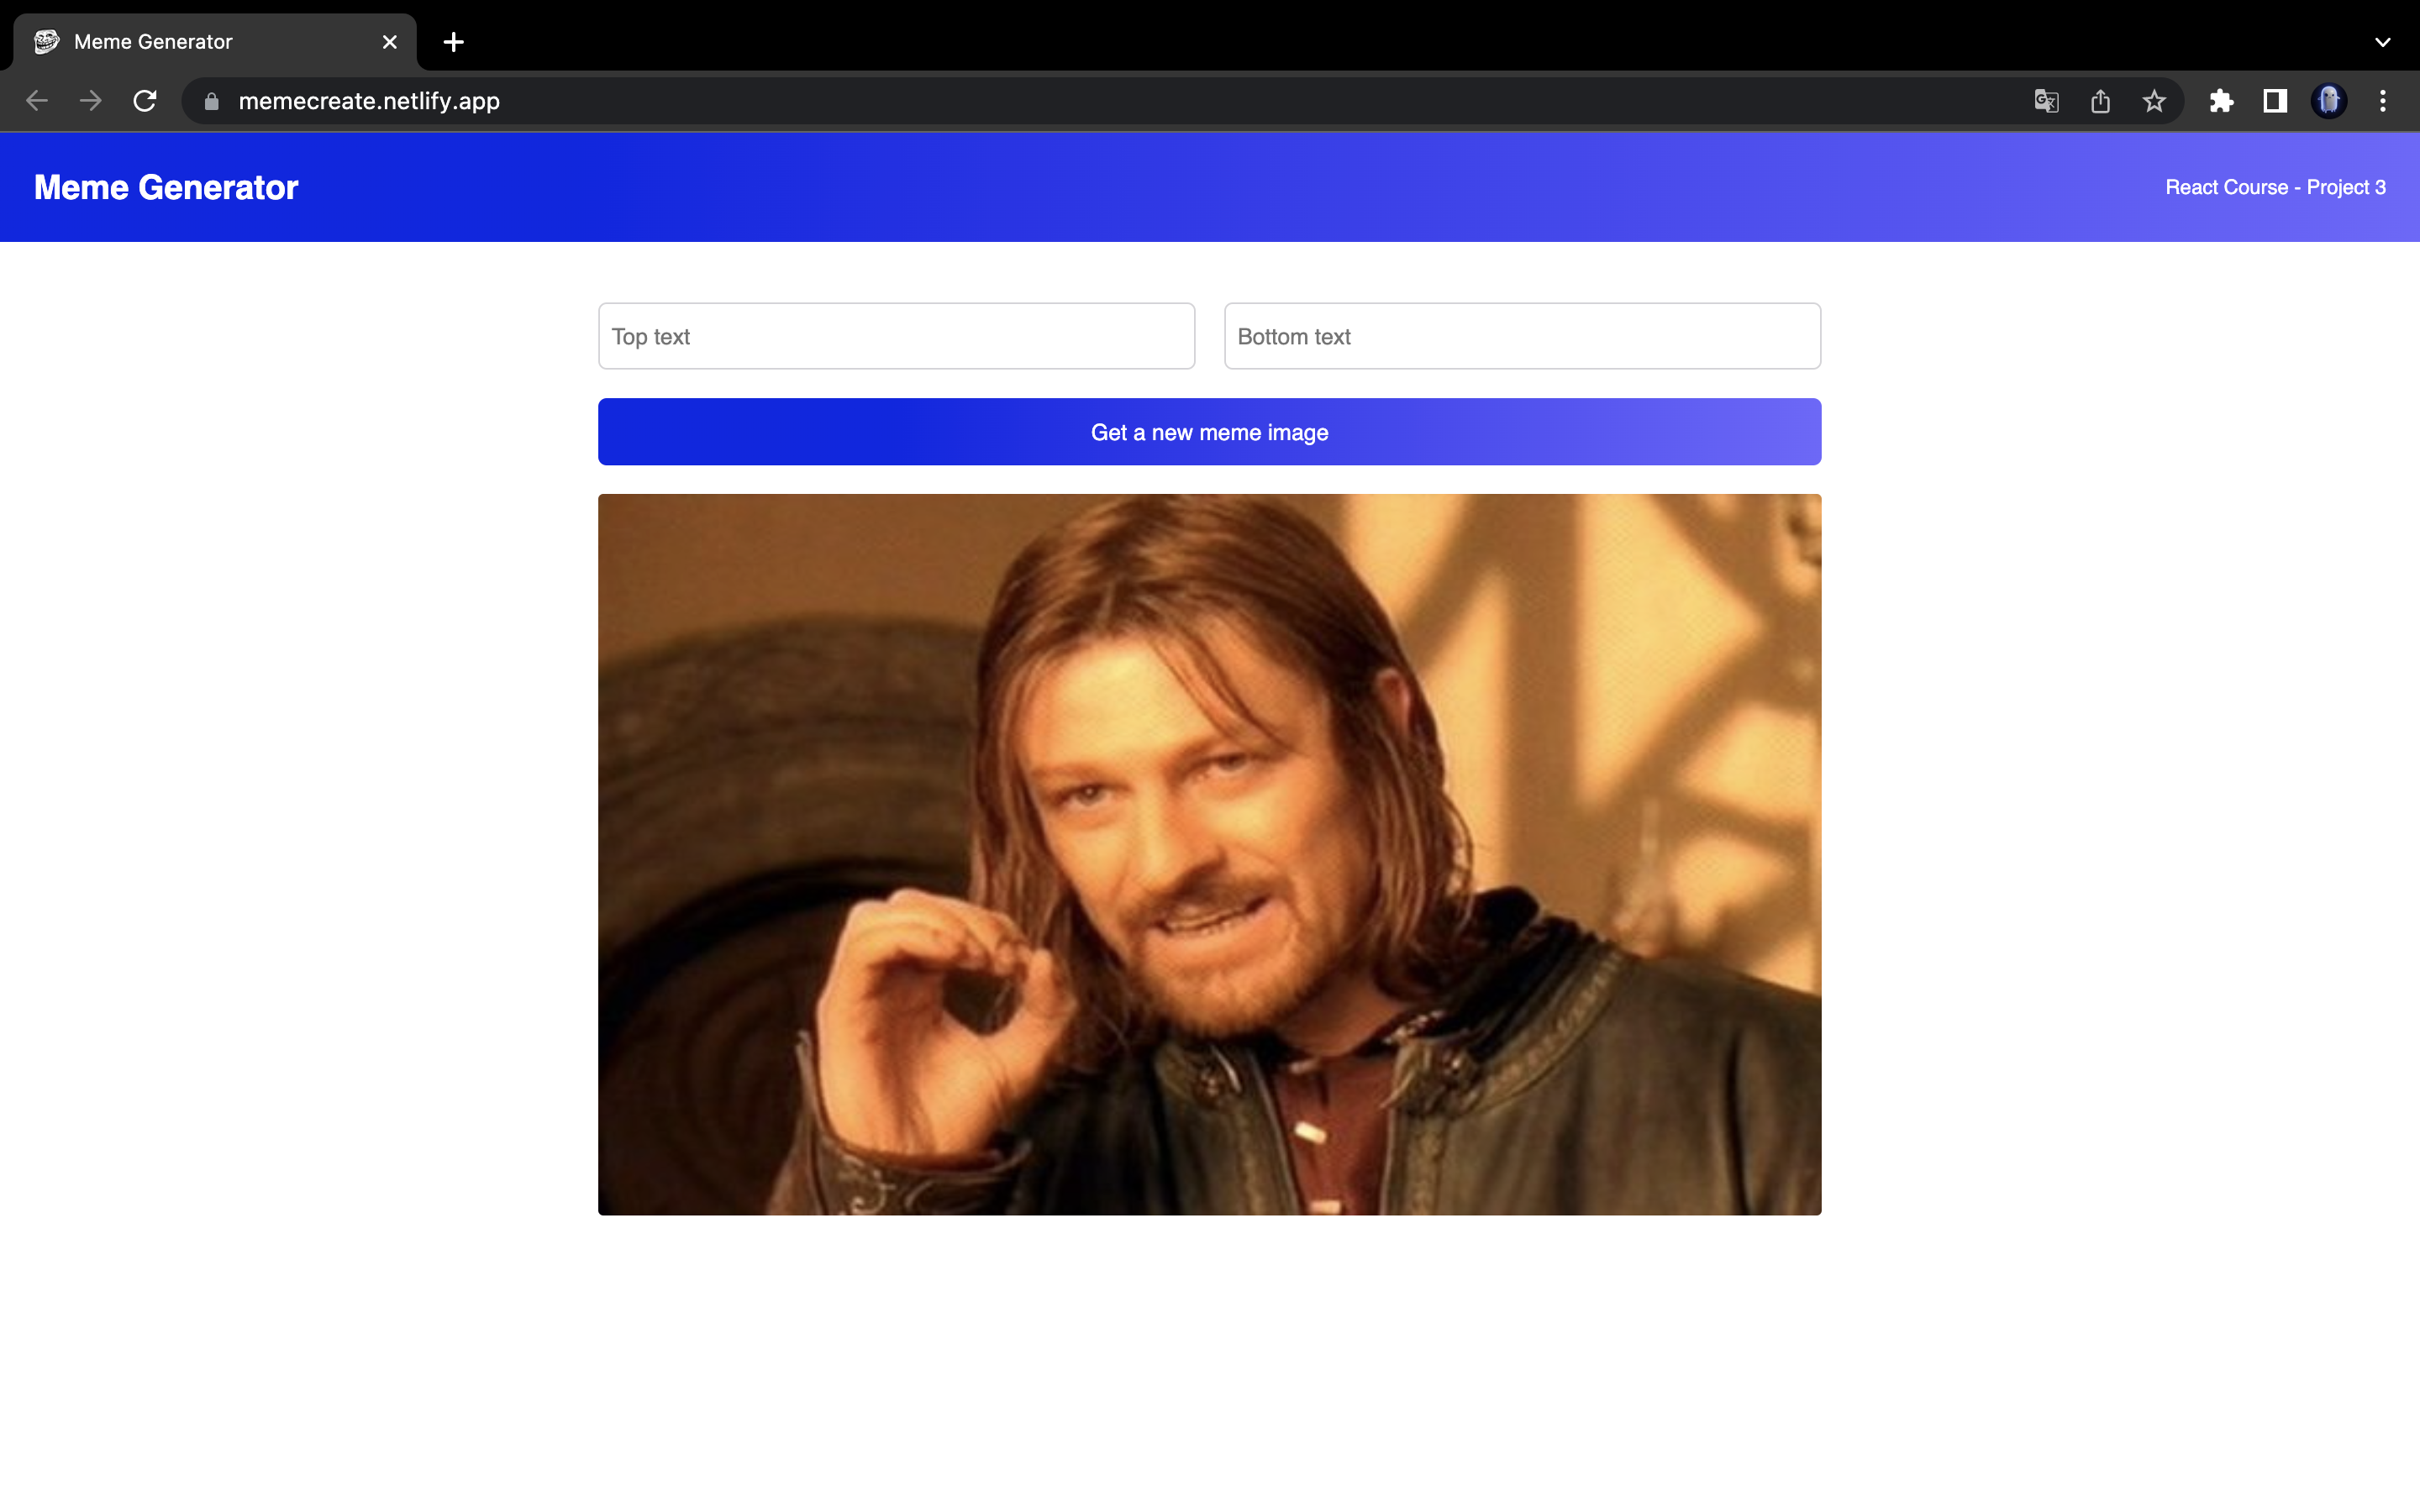 Meme Generator
memecreate.netlify.app
Meme Generator
React Course - Project 3
Top text
Bottom text
Get a new meme image